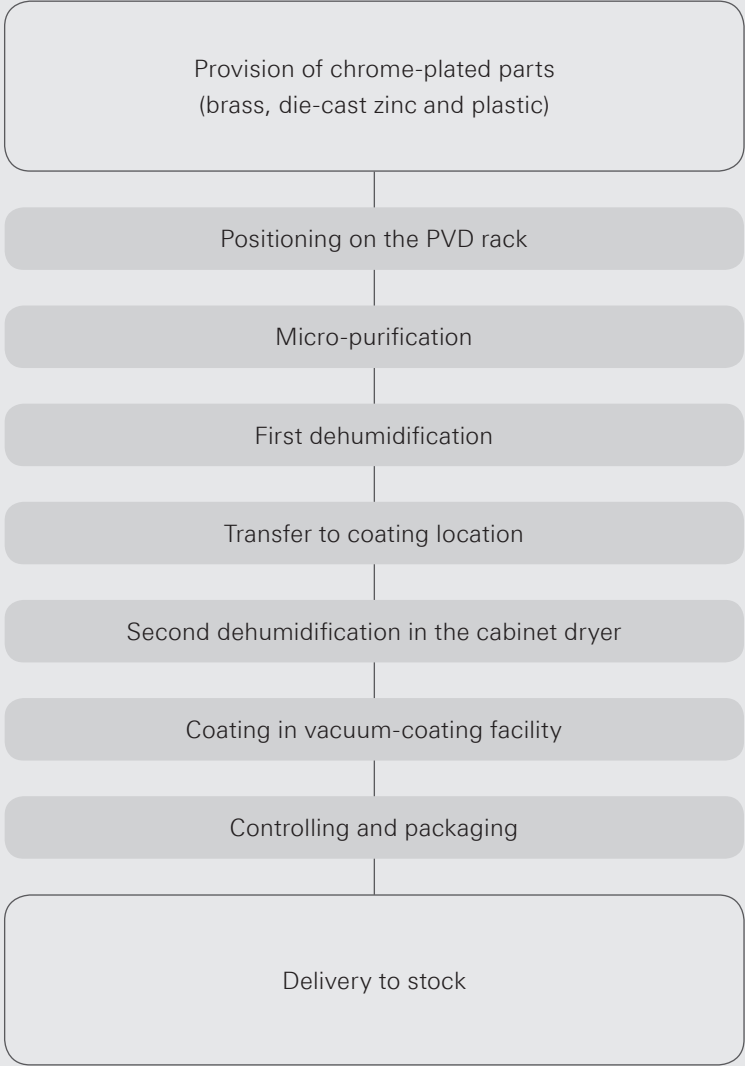 Provision of chrome-plated parts
(brass, die-cast zinc and plastic)
Positioning on the PVD rack
Micro-purification
First dehumidification
Transfer to coating location
Second dehumidification in the cabinet dryer
Coating in vacuum-coating facility
Controlling and packaging
Delivery to stock